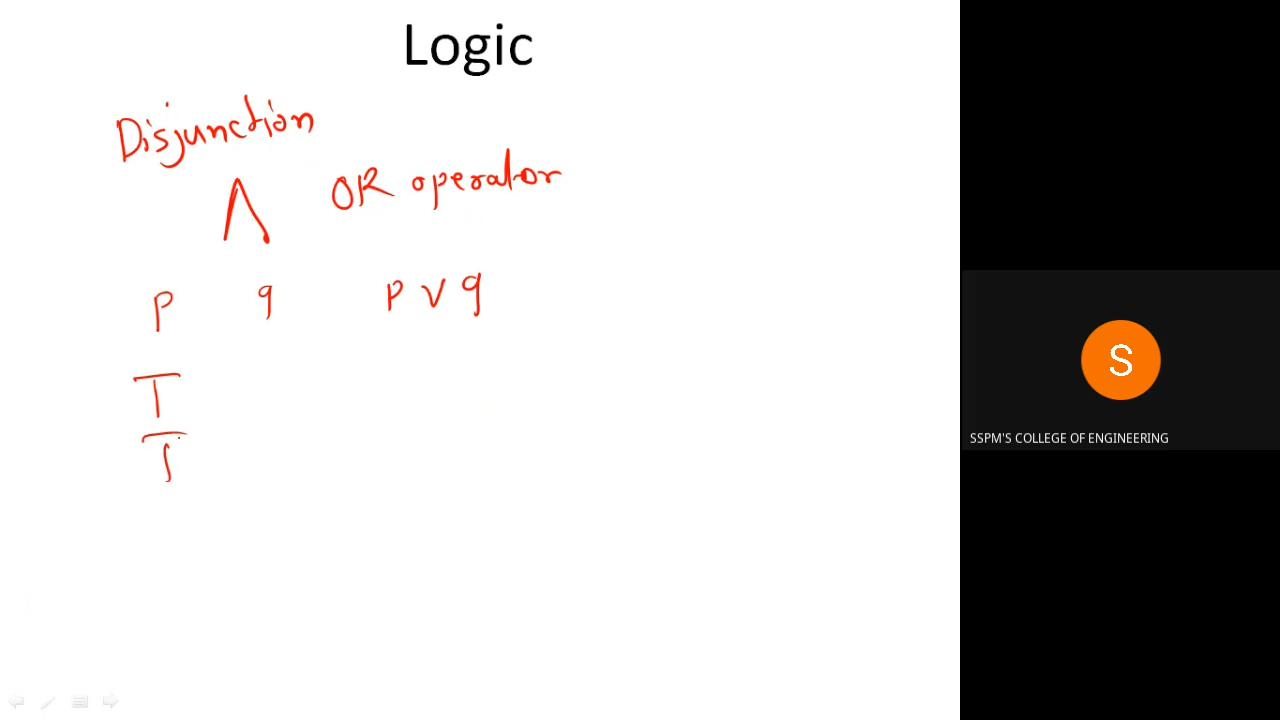 Logic
Disjunction
Λ OR operator
p q p ∨ q
T
T
S
SSPM'S COLLEGE OF ENGINEERING